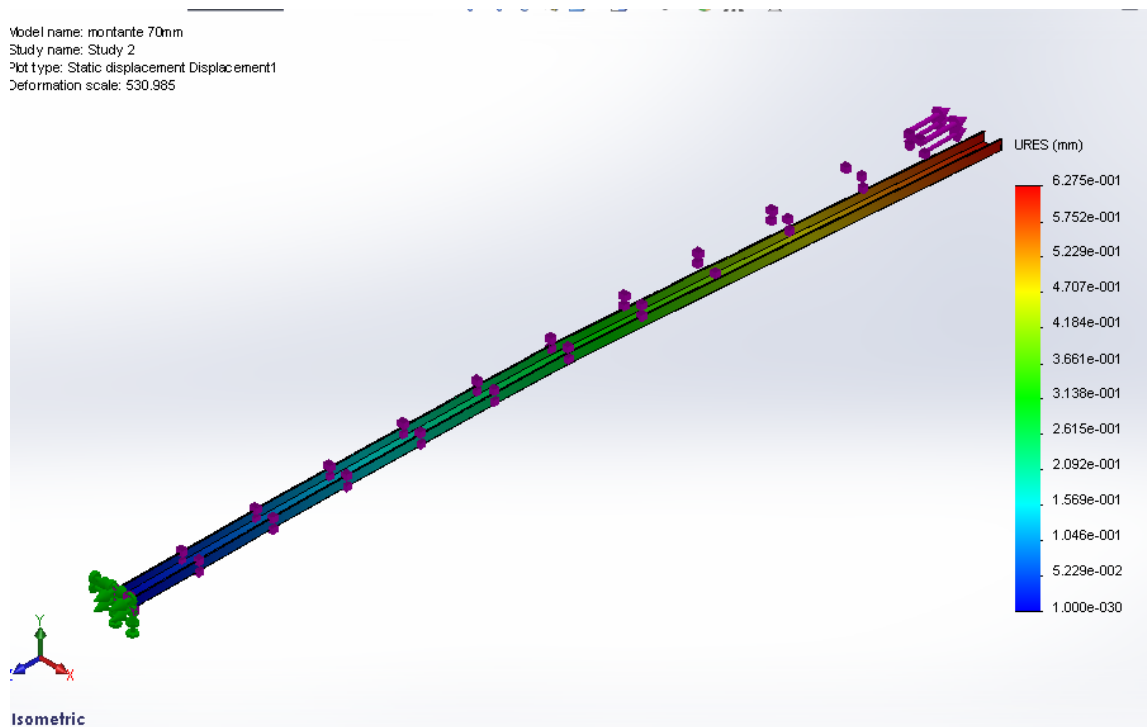 Model name: montante 70mm
Study name: Study 2
Plot type: Static displacement Displacement1
Deformation scale: 530.985
URES (mm)
6.275e-001
5.752e-001
5.229e-001
4.707e-001
4.184e-001
3.661e-001
3.138e-001
2.615e-001
2.092e-001
1.569e-001
1.046e-001
5.229e-002
1.000e-030
Y
Z
X
Isometric